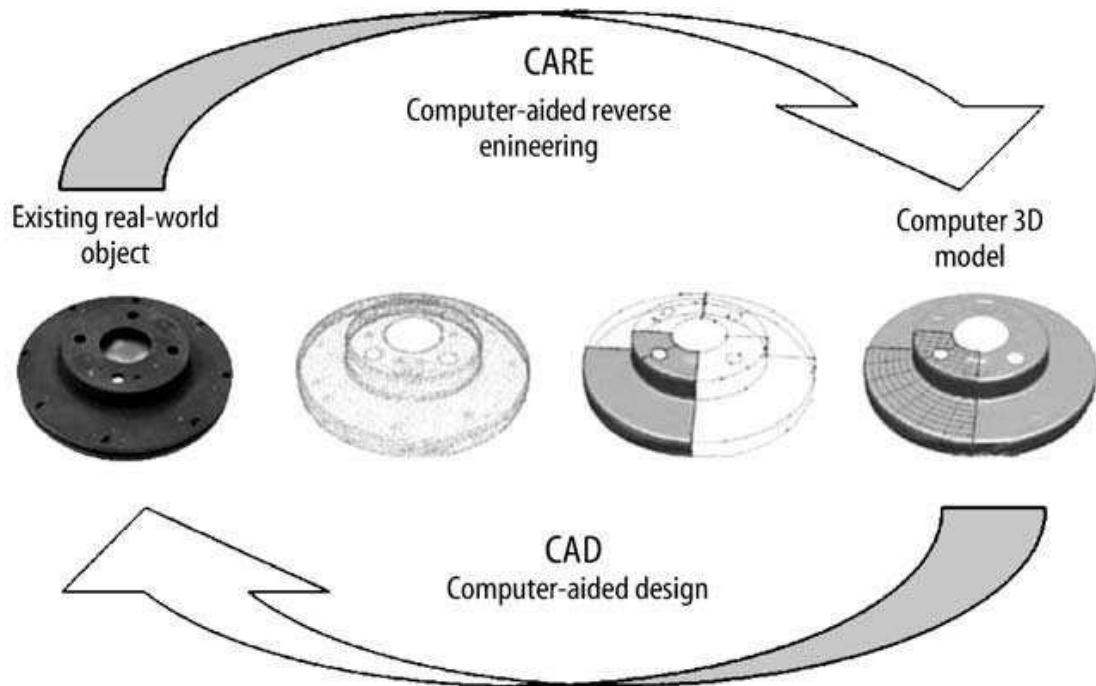 CARE
Computer-aided reverse
enineering
Existing real-world
object
Computer 3D
model
CAD
Computer-aided design